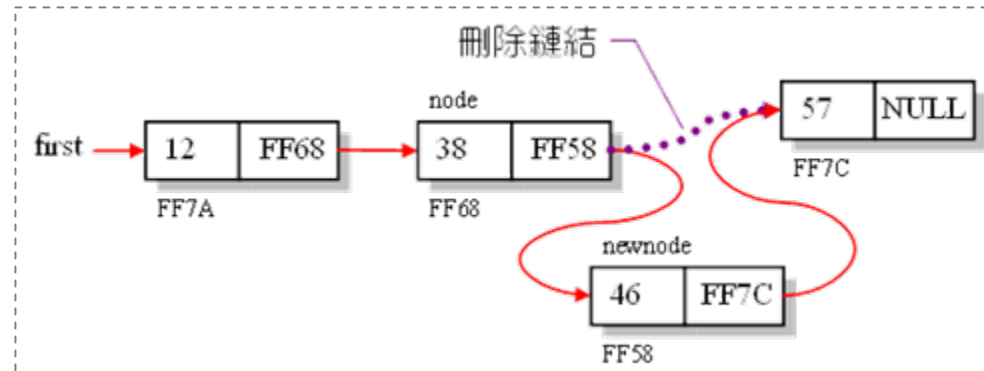 刪除鏈結
node
57 NULL
first 12 FF68 38 FF58
FF7C
FF7A FF68
newnode
46 FF7C
FF58